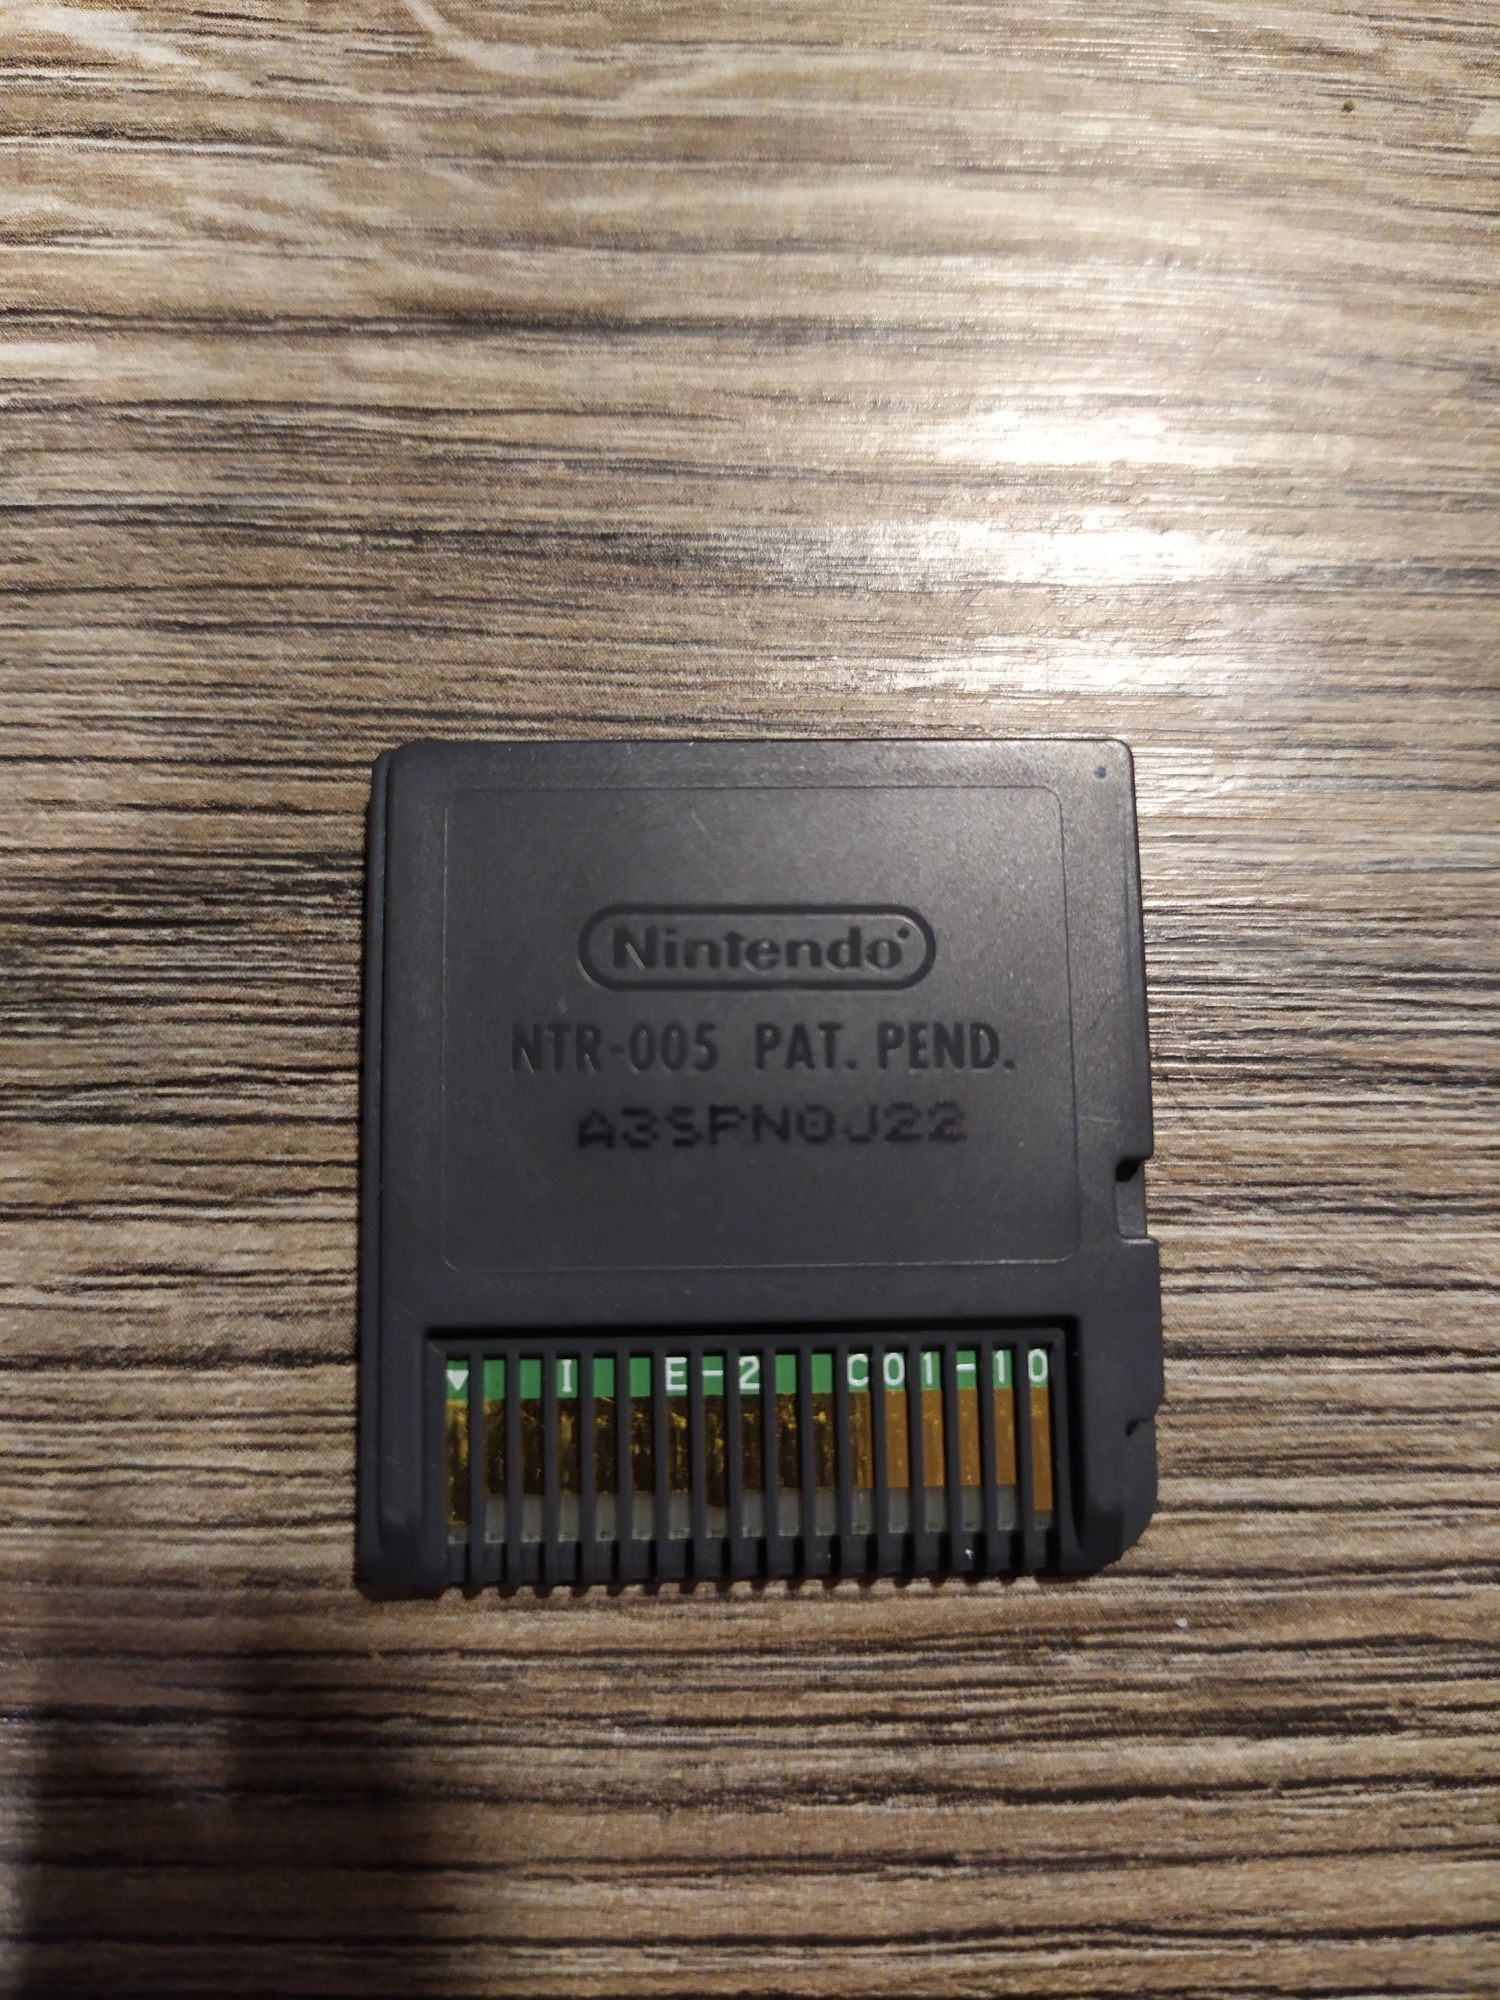 Nintendo
NTR-005 PAT. PEND.
A3SPN0J22
▼ I E-2 C01-10